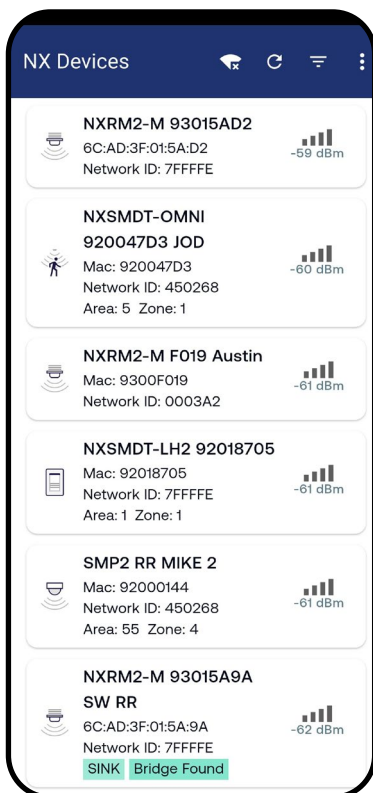 NX Devices
NXRM2-M 93015AD2
6C:AD:3F:01:5A:D2
Network ID: 7FFFFE
-59 dBm
NXSMDT-OMNI
920047D3 JOD
Mac: 920047D3
Network ID: 450268
Area: 5 Zone: 1
-60 dBm
NXRM2-M F019 Austin
Mac: 9300F019
Network ID: 0003A2
-61 dBm
NXSMDT-LH2 92018705
Mac: 92018705
Network ID: 7FFFFE
Area: 1 Zone: 1
-61 dBm
SMP2 RR MIKE 2
Mac: 92000144
Network ID: 450268
Area: 55 Zone: 4
-61 dBm
NXRM2-M 93015A9A
SW RR
6C:AD:3F:01:5A:9A
Network ID: 7FFFFE
SINK Bridge Found
-62 dBm